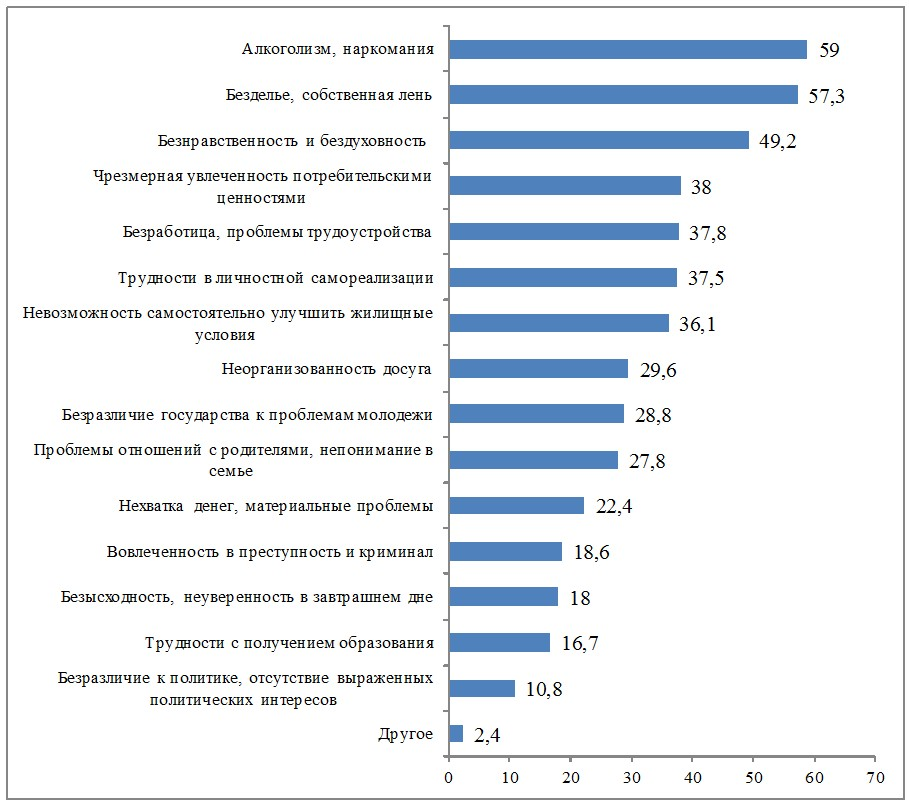 Алкоголизм, наркомания 59
Безделье, собственная лень 57,3
Безнравственность и бездуховность 49,2
Чрезмерная увлеченность потребительскими
ценностями
38
Безработица, проблемы трудоустройства 37,8
Трудности в личностной самореализации 37,5
Невозможность самостоятельно улучшить жилищные
условия
36,1
Неорганизованность досуга 29,6
Безразличие государства к проблемам молодежи 28,8
Проблемы отношений с родителями, непонимание в
семье
27,8
Нехватка денег, материальные проблемы 22,4
Вовлеченность в преступность и криминал 18,6
Безысходность, неуверенность в завтрашнем дне 18
Трудности с получением образования 16,7
Безразличие к политике, отсутствие выраженных
политических интересов
10,8
Другое 2,4
0 10 20 30 40 50 60 70